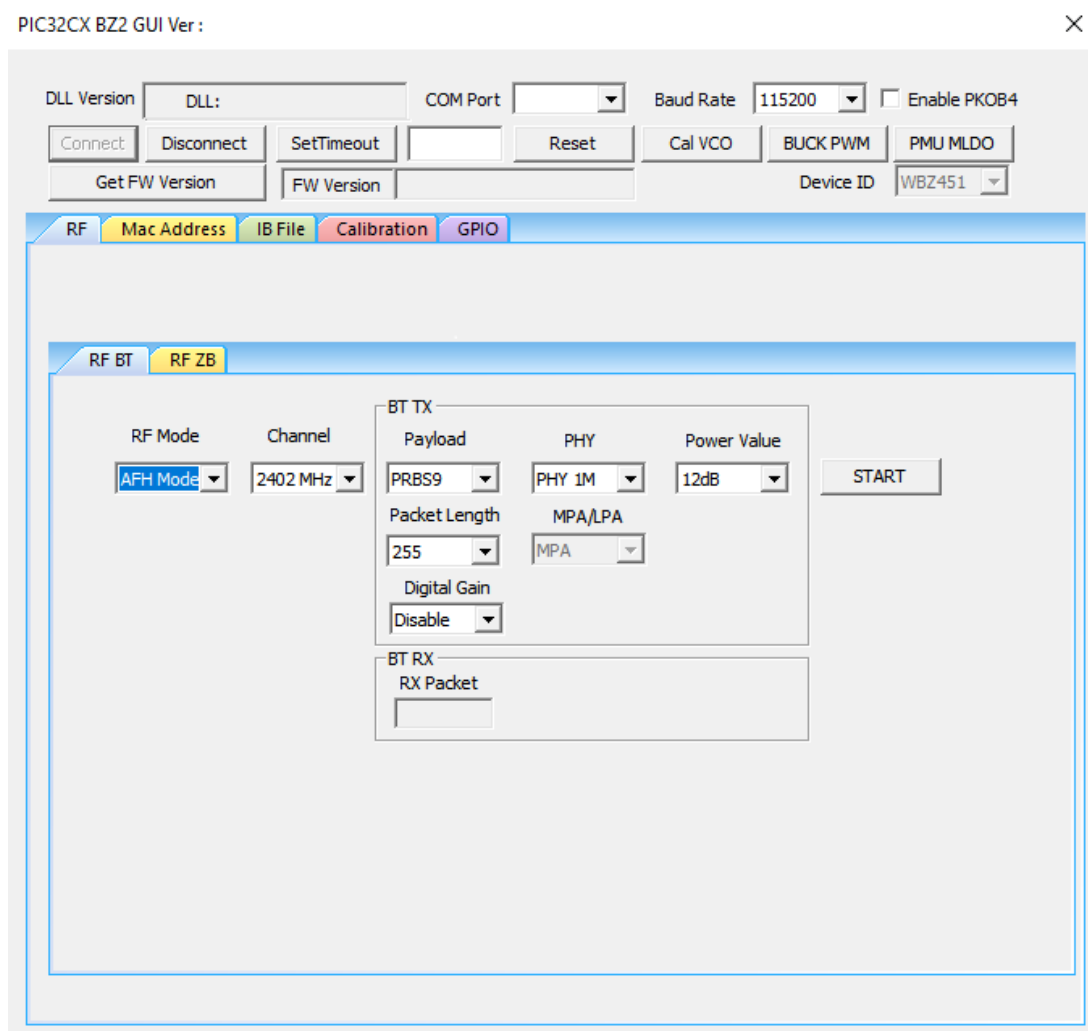 PIC32CX BZ2 GUI Ver :
DLL Version DLL: COM Port Baud Rate 115200 Enable PKOB4
Connect Disconnect SetTimeout Reset Cal VCO BUCK PWM PMU MLDO
Get FW Version FW Version Device ID WBZ451
RF Mac Address IB File Calibration GPIO
RF BT RF ZB
BT TX
RF Mode Channel Payload PHY Power Value
AFH Mode 2402 MHz PRBS9 PHY 1M 12dB START
Packet Length MPA/LPA
255 MPA
Digital Gain
Disable
BT RX
RX Packet